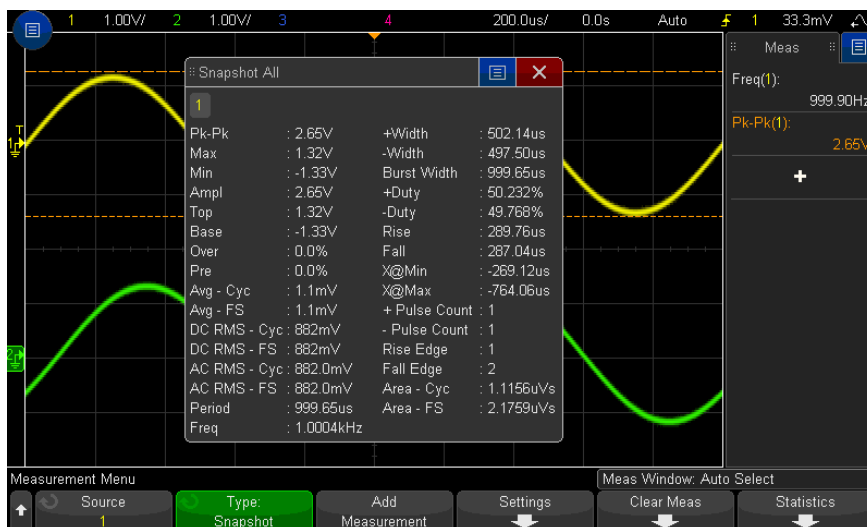 1 1.00V/ 2 1.00V/ 3 4 200.0us/ 0.0s Auto 1 33.3mV
Snapshot All
1
Pk-Pk : 2.65V +Width : 502.14us
Max : 1.32V -Width : 497.50us
Min : -1.33V Burst Width : 999.65us
Ampl : 2.65V +Duty : 50.232%
Top : 1.32V -Duty : 49.768%
Base : -1.33V Rise : 289.76us
Over : 0.0% Fall : 287.04us
Pre : 0.0% X@Min : -269.12us
Avg - Cyc : 1.1mV X@Max : -764.06us
Avg - FS : 1.1mV + Pulse Count : 1
DC RMS - Cyc : 882mV - Pulse Count : 1
DC RMS - FS : 882mV Rise Edge : 1
AC RMS - Cyc : 882.0mV Fall Edge : 2
AC RMS - FS : 882.0mV Area - Cyc : 1.1156uVs
Period : 999.65us Area - FS : 2.1759uVs
Freq : 1.0004kHz
Meas
Freq(1):
999.90Hz
Pk-Pk(1):
2.65V
+
T
1
2
Measurement Menu
Meas Window: Auto Select
Source
1
Type:
Snapshot
Add
Measurement
Settings
Clear Meas
Statistics